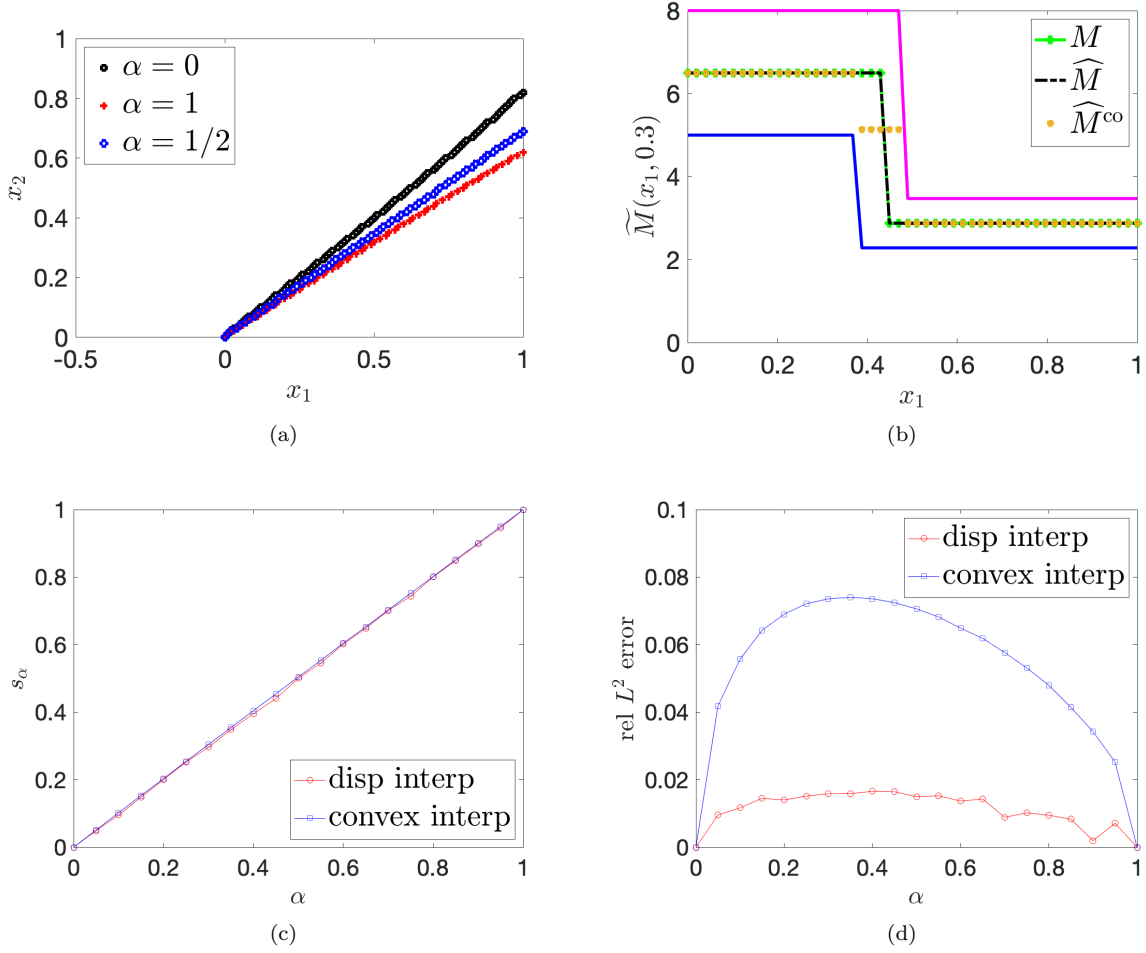 1
0.8
0.6
0.4
0.2
0
-0.5
0
0.5
1
x₂
x₁
α = 0
α = 1
α = 1/2
(a)
8
6
4
2
0
0
0.2
0.4
0.6
0.8
1
M̃(x₁, 0.3)
x₁
M
M̂
M̂ᶜᵒ
(b)
1
0.8
0.6
0.4
0.2
0
0
0.2
0.4
0.6
0.8
1
s_α
α
disp interp
convex interp
(c)
0.1
0.08
0.06
0.04
0.02
0
0
0.2
0.4
0.6
0.8
1
rel L² error
α
disp interp
convex interp
(d)